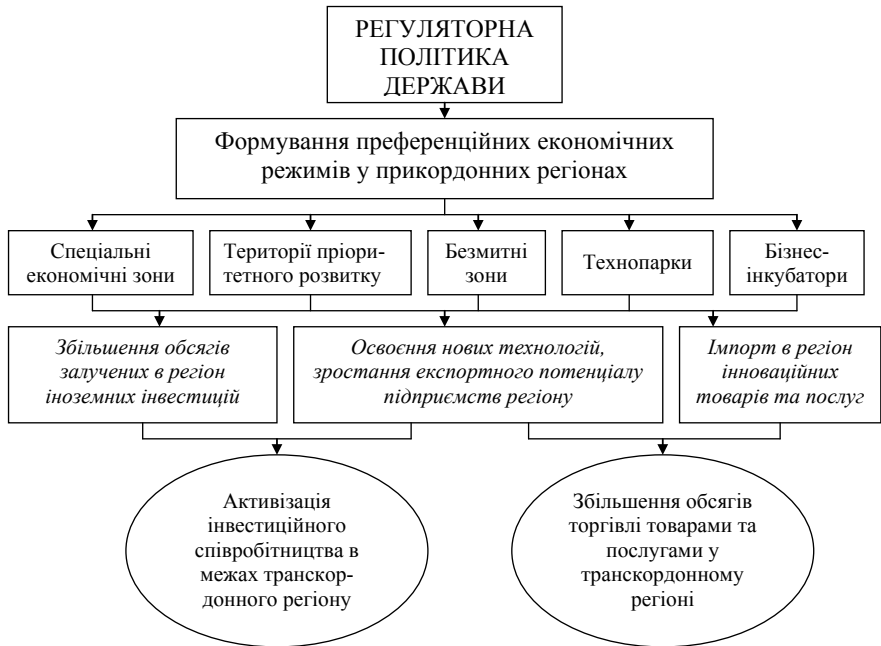 РЕГУЛЯТОРНА
ПОЛІТИКА
ДЕРЖАВИ
Формування преференційних економічних
режимів у прикордонних регіонах
Спеціальні
економічні зони
Території пріори-
тетного розвитку
Безмитні
зони
Технопарки
Бізнес-
інкубатори
Збільшення обсягів
залучених в регіон
іноземних інвестицій
Освоєння нових технологій,
зростання експортного потенціалу
підприємств регіону
Імпорт в регіон
інноваційних
товарів та послуг
Активізація
інвестиційного
співробітництва в
межах транскор-
донного регіону
Збільшення обсягів
торгівлі товарами та
послугами у
транскордонному
регіоні